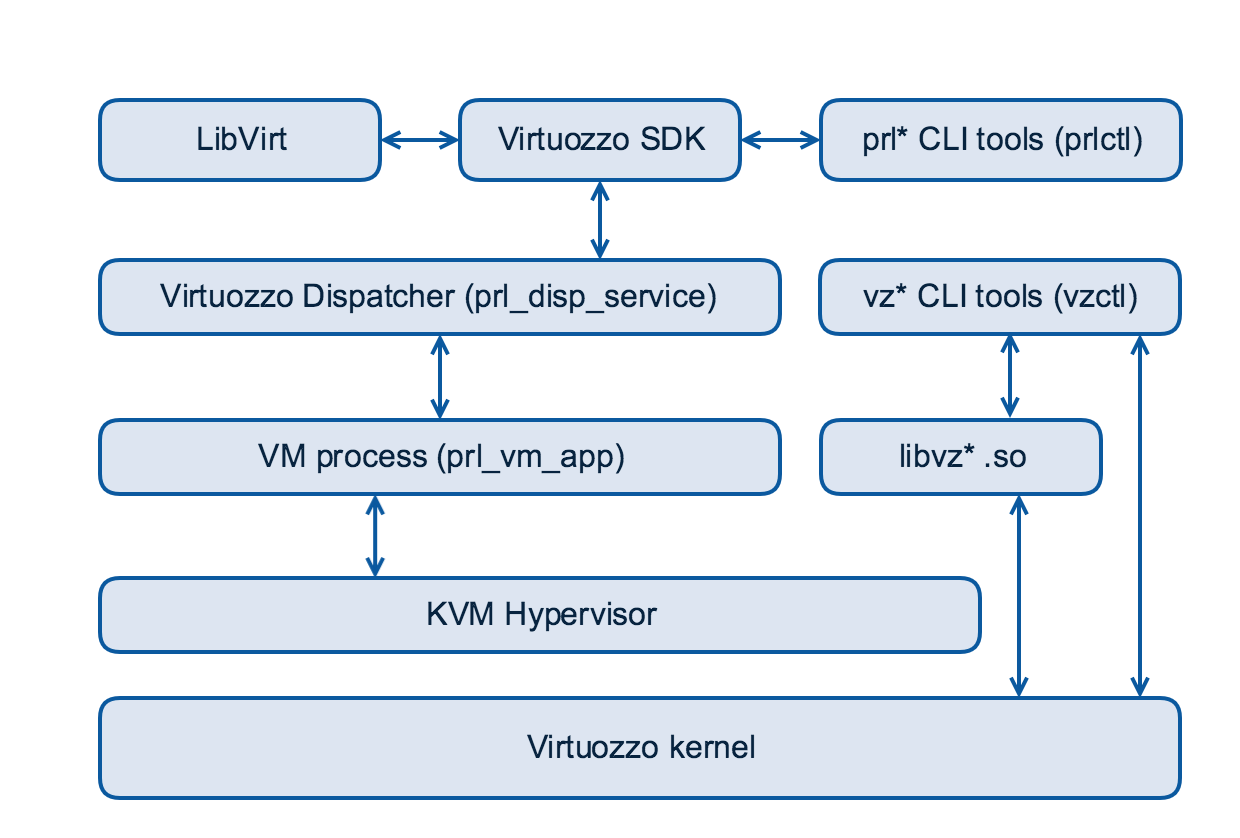 LibVirt
Virtuozzo SDK
prl* CLI tools (prlctl)
Virtuozzo Dispatcher (prl_disp_service)
vz* CLI tools (vzctl)
VM process (prl_vm_app)
libvz* .so
KVM Hypervisor
Virtuozzo kernel